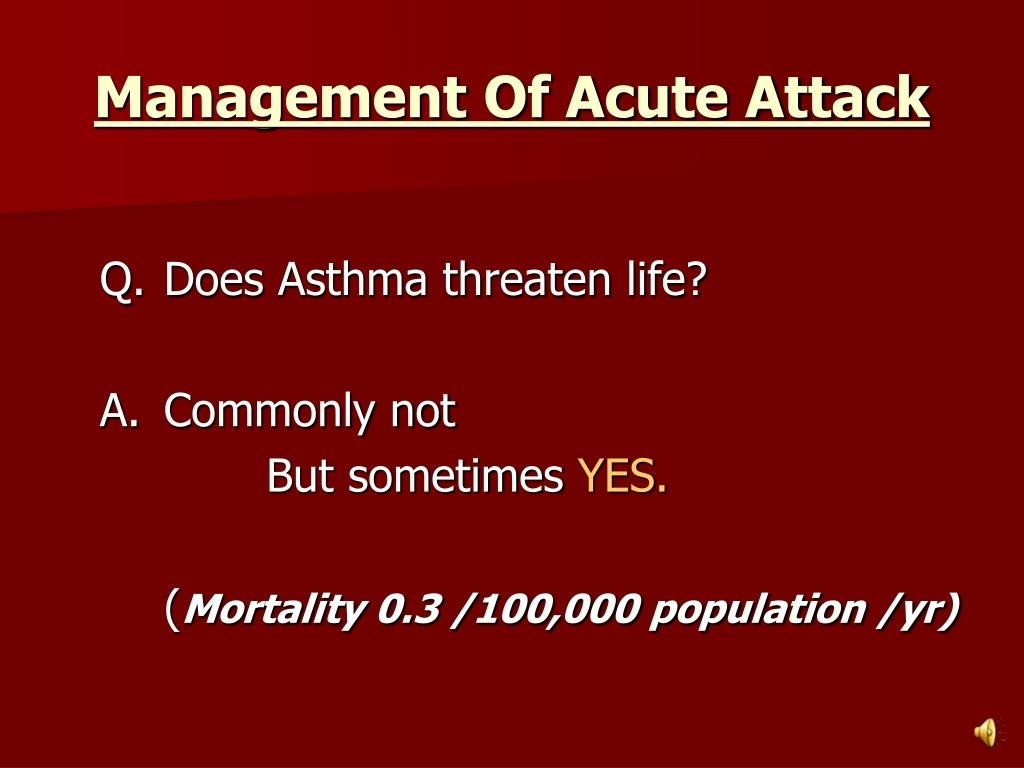 Management Of Acute Attack
Q. Does Asthma threaten life?
A. Commonly not
But sometimes YES.
(Mortality 0.3 /100,000 population /yr)